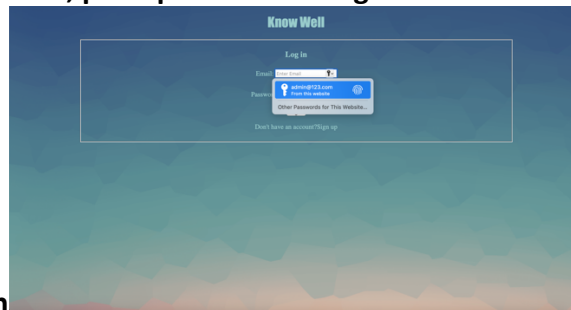 Know Well
Log in
Email
Enter Email
admin@123.com
From this website
Other Passwords for This Website...
Don't have an account?Sign up